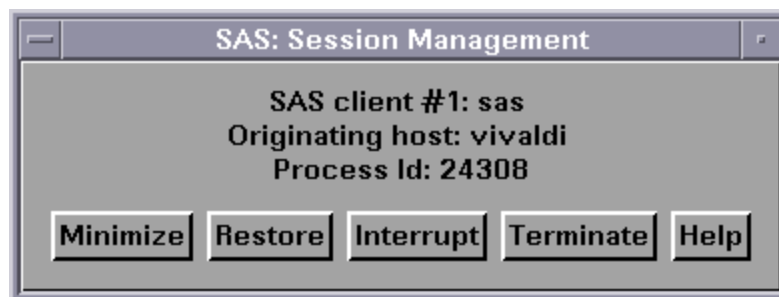 SAS: Session Management
SAS client #1: sas
Originating host: vivaldi
Process Id: 24308
Minimize Restore Interrupt Terminate Help